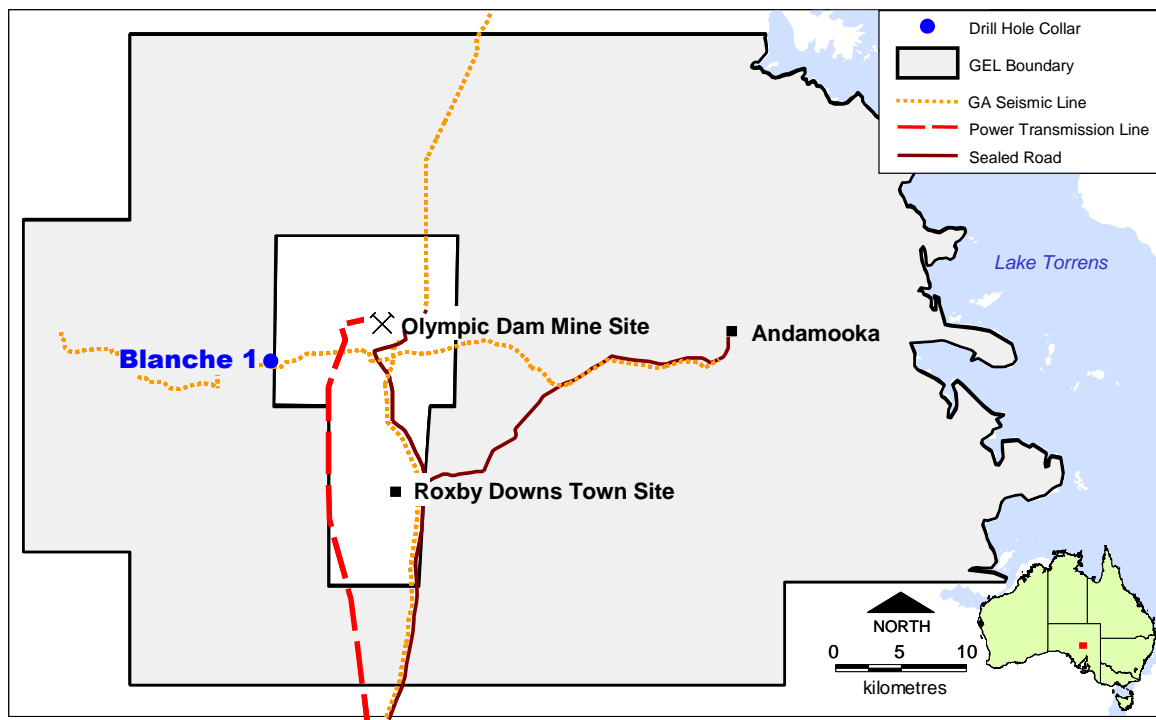 Drill Hole Collar
GEL Boundary
GA Seismic Line
Power Transmission Line
Sealed Road
Lake Torrens
Olympic Dam Mine Site
Andamooka
Blanche 1
Roxby Downs Town Site
NORTH
0 5 10
kilometres